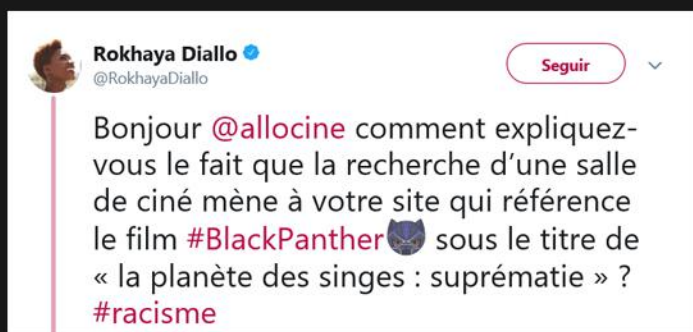 Rokhaya Diallo
@RokhayaDiallo
Seguir
Bonjour @allocine comment expliquez-
vous le fait que la recherche d’une salle
de ciné mène à votre site qui référence
le film #BlackPanther sous le titre de
« la planète des singes : suprématie » ?
#racisme